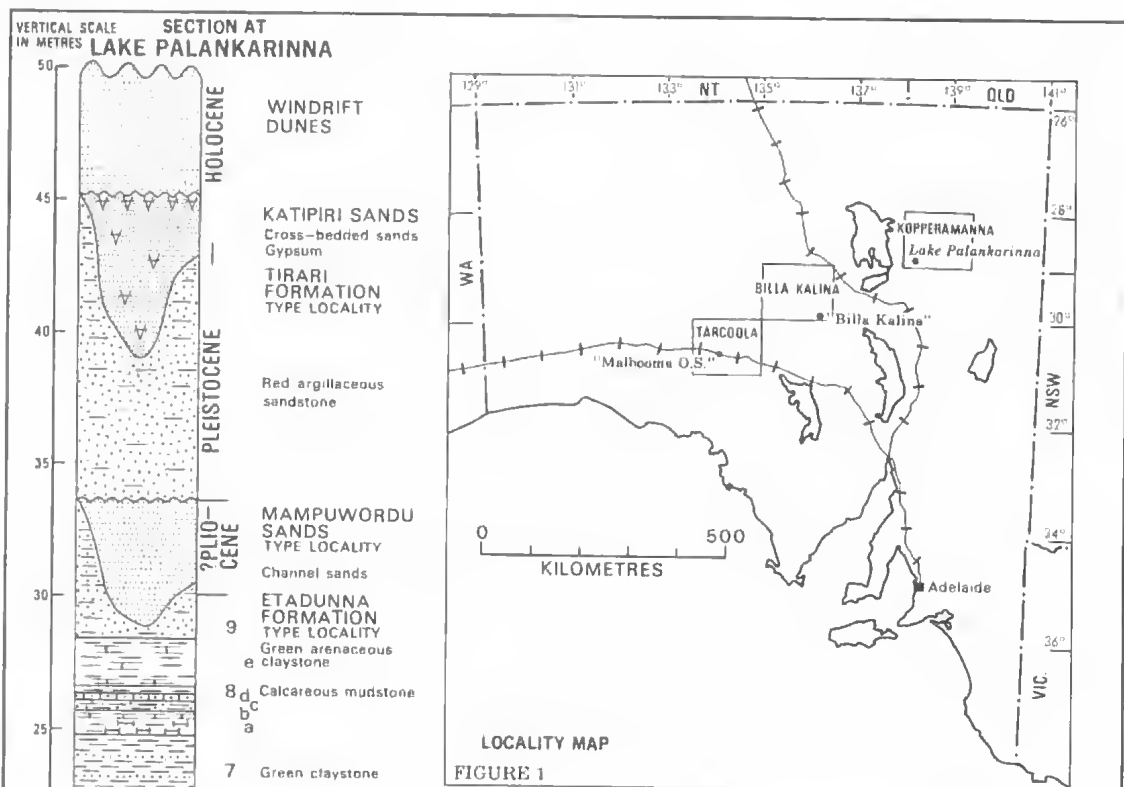 VERTICAL SCALE
IN METRES
SECTION AT
LAKE PALANKARINNA
50
45
40
35
30
25
HOLOCENE
PLEISTOCENE
?PLIO-
CENE
WINDRIFT
DUNES
KATIPIRI SANDS
Cross-bedded sands
Gypsum
TIRARI
FORMATION
TYPE LOCALITY
Red argillaceous
sandstone
MAMPUWORDU
SANDS
TYPE LOCALITY
Channel sands
ETADUNNA
FORMATION
TYPE LOCALITY
9
Green arenaceous
claystone
e
8
d
c
b
a
Calcareous mudstone
7
Green claystone
129°
131°
133°
NT
135°
137°
139°
QLD
141°
26°
28°
30°
32°
34°
36°
WA
NSW
VIC.
KOPPERAMANNA
Lake Palankarinna
BILLA KALINA
"Billa Kalina"
TARCOOLA
"Malbooma O.S."
0
500
KILOMETRES
Adelaide
LOCALITY MAP
FIGURE 1